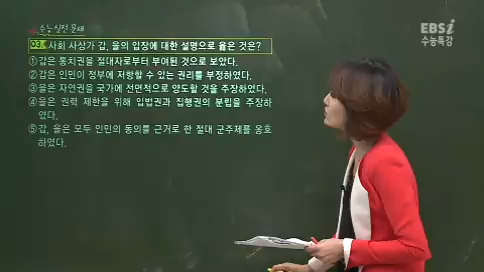 수능 실전 문제
EBSi
수능특강
03. 사회 사상가 갑, 을의 입장에 대한 설명으로 옳은 것은?
① 갑은 통치권을 절대자로부터 부여된 것으로 보았다.
② 갑은 인민이 정부에 저항할 수 있는 권리를 부정하였다.
③ 을은 자연권을 국가에 전면적으로 양도할 것을 주장하였다.
④ 을은 권력 제한을 위해 입법권과 집행권의 분립을 주장하
였다.
⑤ 갑, 을은 모두 인민의 동의를 근거로 한 절대 군주제를 옹호
하였다.